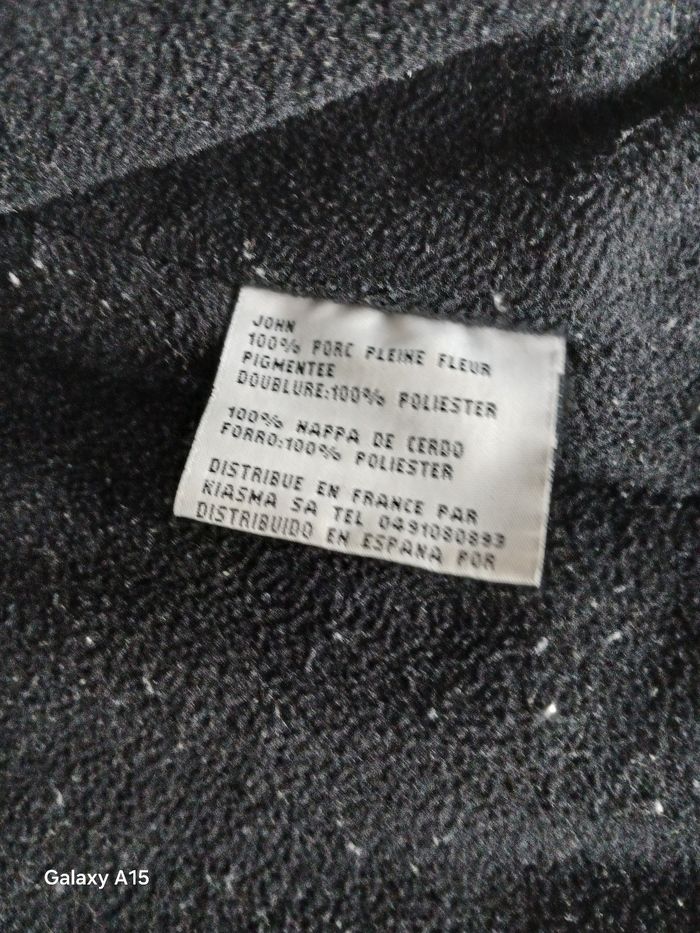 JOHN
100% PORC PLEINE FLEUR
PIGMENTEE
DOUBLURE:100% POLIESTER
100% NAPPA DE CERDO
FORRO:100% POLIESTER
DISTRIBUE EN FRANCE PAR
KIASMA SA TEL 0491080893
DISTRIBUIDO EN ESPANA POR
Galaxy A15